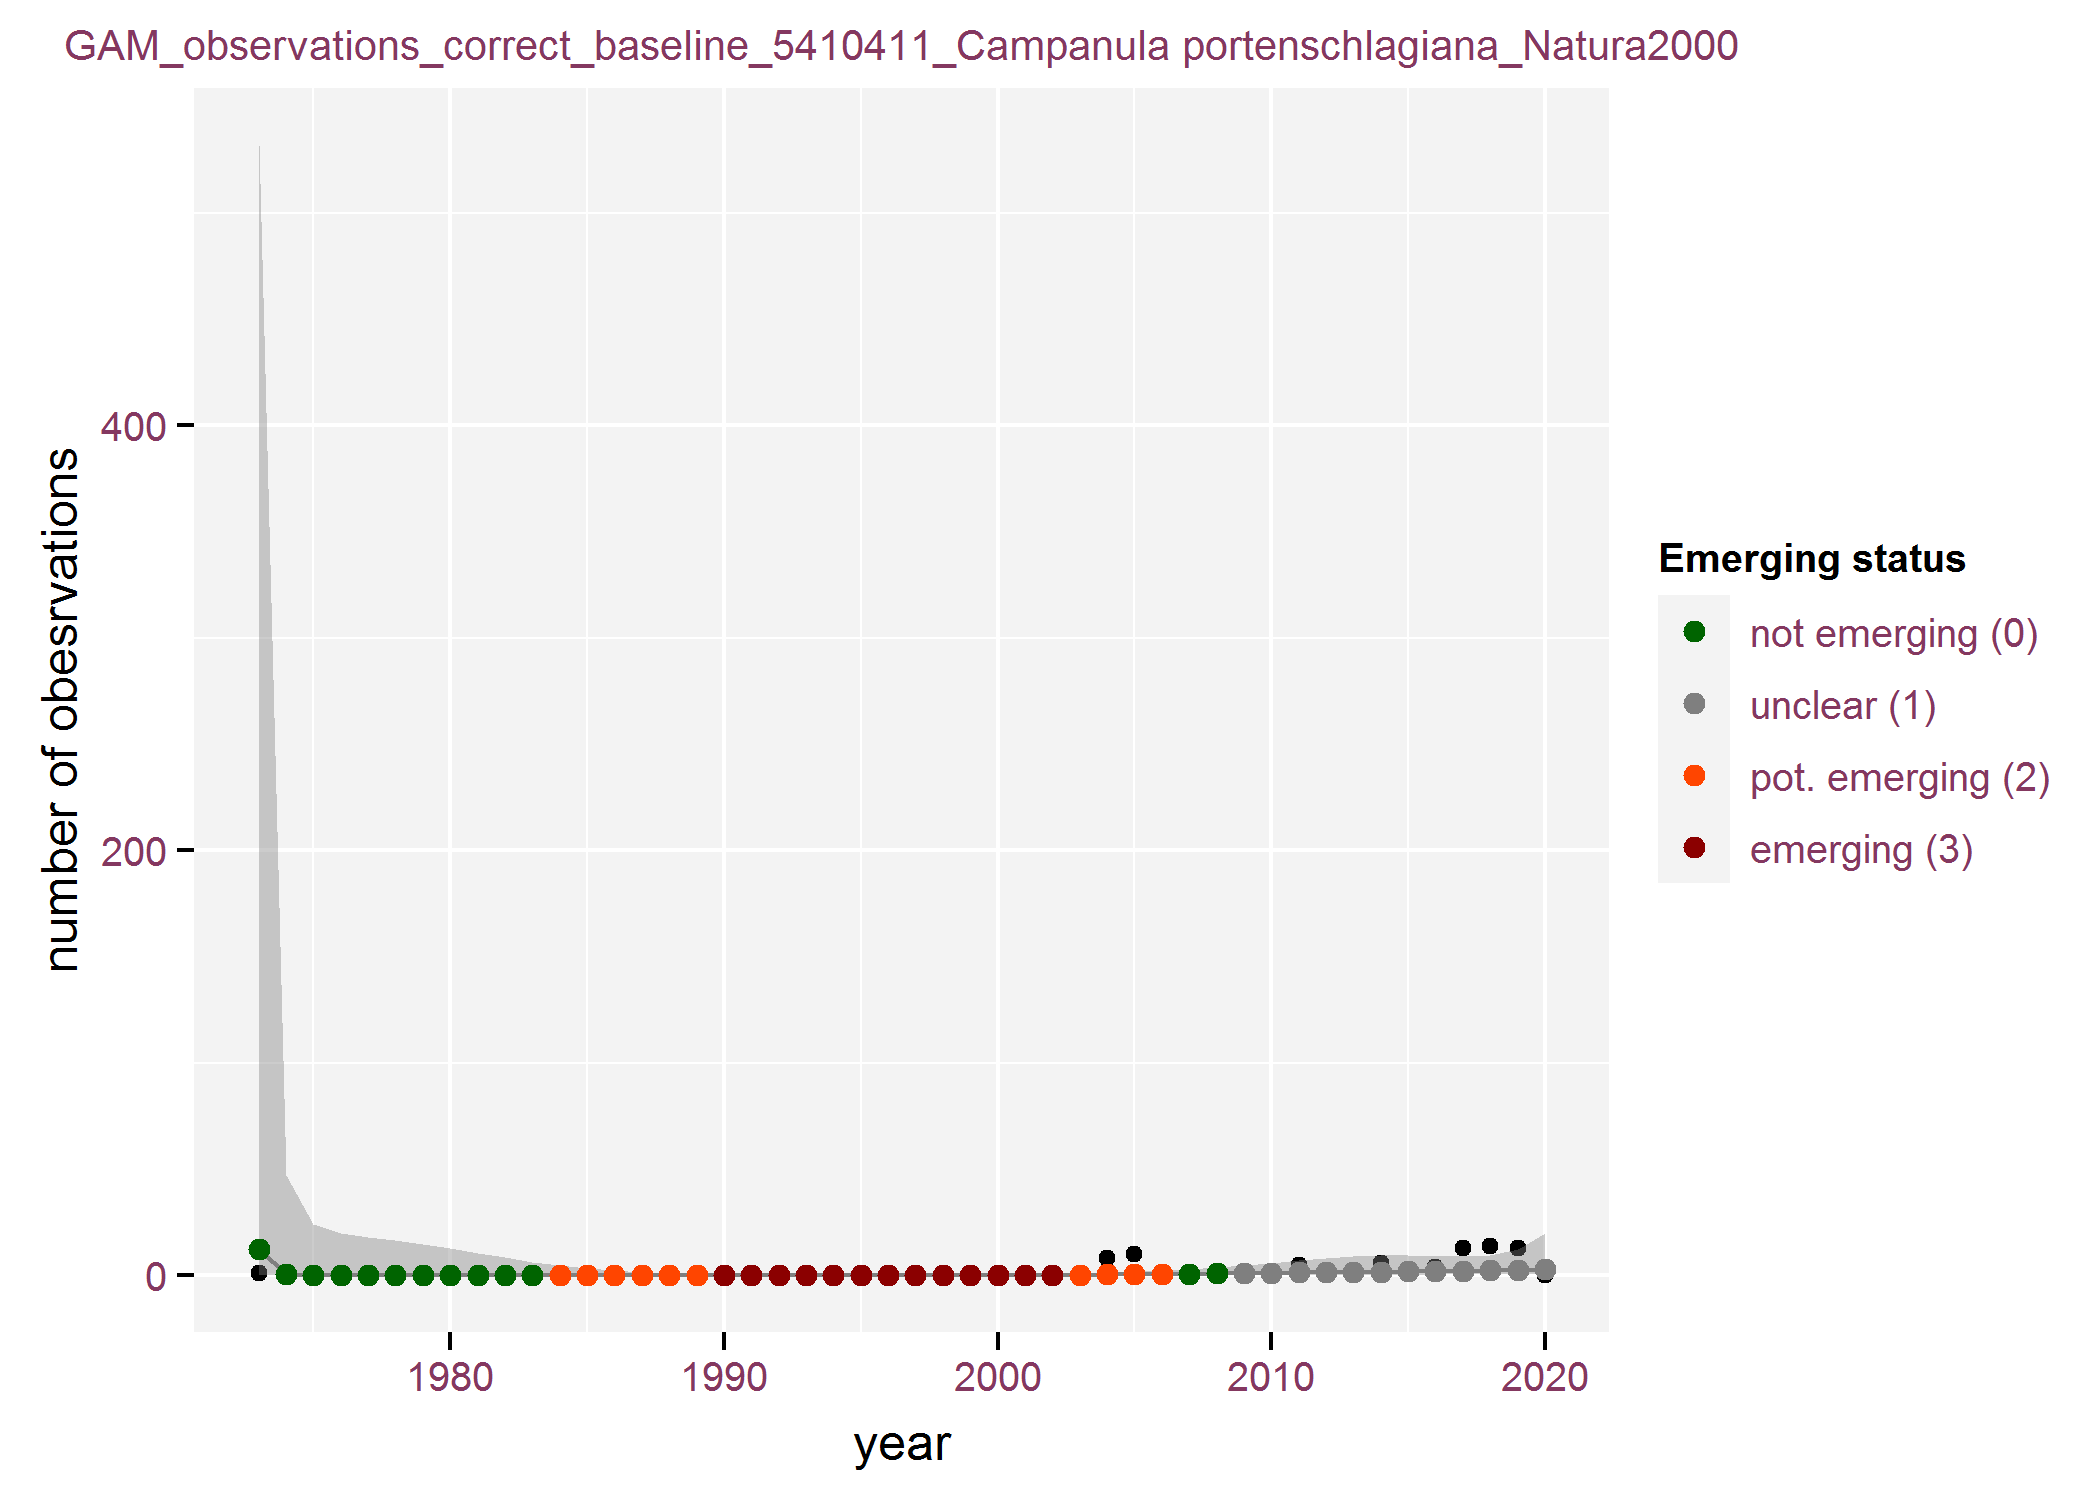 GAM_observations_correct_baseline_5410411_Campanula portenschlagiana_Natura2000
number of obesrvations
400
200
0
1980 1990 2000 2010 2020
year
Emerging status
not emerging (0)
unclear (1)
pot. emerging (2)
emerging (3)